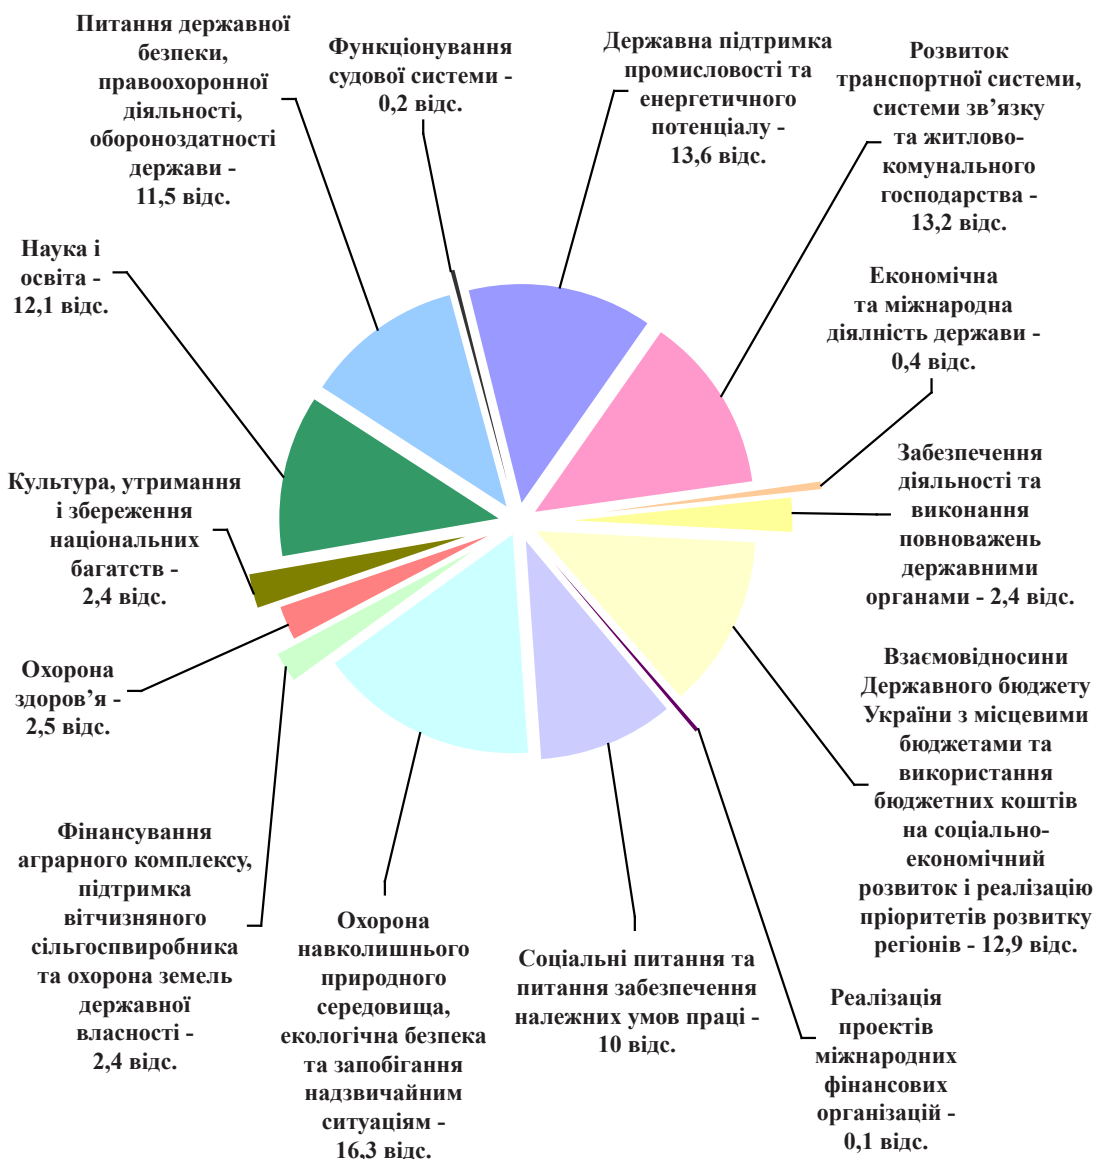 Питання державної
безпеки,
правоохоронної
діяльності,
обороноздатності
держави -
11,5 відс.
Функціонування
судової системи -
0,2 відс.
Державна підтримка
промисловості та
енергетичного
потенціалу -
13,6 відс.
Розвиток
транспортної системи,
системи зв’язку
та житлово-
комунального
господарства -
13,2 відс.
Наука і
освіта -
12,1 відс.
Економічна
та міжнародна
діялність держави -
0,4 відс.
Культура, утримання
і збереження
національних
багатств -
2,4 відс.
Забезпечення
діяльності та
виконання
повноважень
державними
органами - 2,4 відс.
Охорона
здоров’я -
2,5 відс.
Взаємовідносини
Державного бюджету
України з місцевими
бюджетами та
використання
бюджетних коштів
на соціально-
економічний
розвиток і реалізацію
пріоритетів розвитку
регіонів - 12,9 відс.
Фінансування
аграрного комплексу,
підтримка
вітчизняного
сільгоспвиробника
та охорона земель
державної
власності -
2,4 відс.
Охорона
навколишнього
природного
середовища,
екологічна безпека
та запобігання
надзвичайним
ситуаціям -
16,3 відс.
Соціальні питання та
питання забезпечення
належних умов праці -
10 відс.
Реалізація
проектів
міжнародних
фінансових
організацій -
0,1 відс.